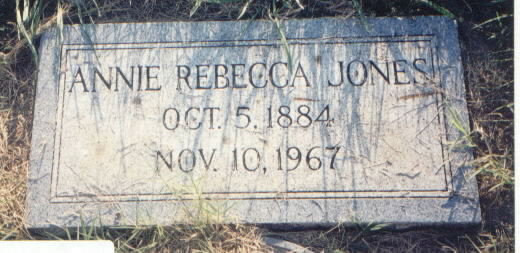 ANNIE REBECCA JONES
OCT. 5, 1884
NOV. 10, 1967